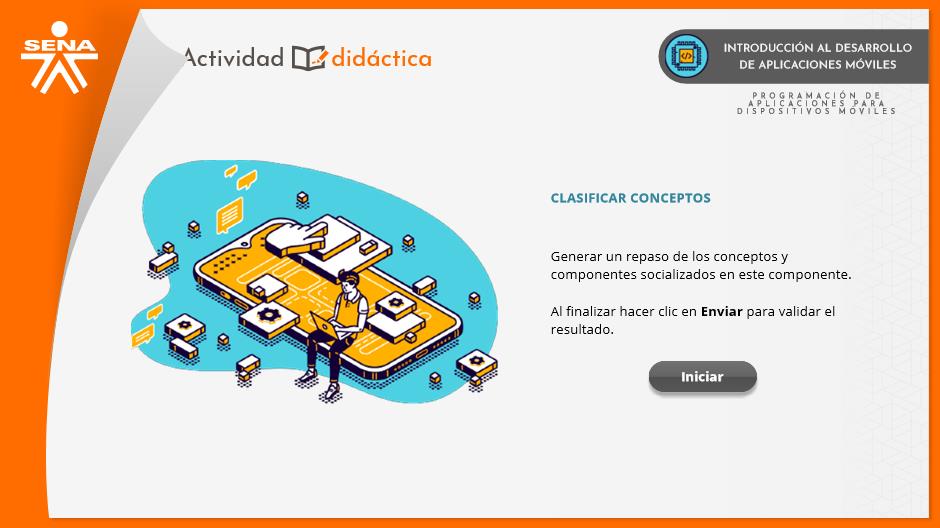 SENA
Actividad didáctica
INTRODUCCIÓN AL DESARROLLO
DE APLICACIONES MÓVILES
PROGRAMACIÓN DE
APLICACIONES PARA
DISPOSITIVOS MÓVILES
CLASIFICAR CONCEPTOS
Generar un repaso de los conceptos y
componentes socializados en este componente.
Al finalizar hacer clic en Enviar para validar el
resultado.
Iniciar